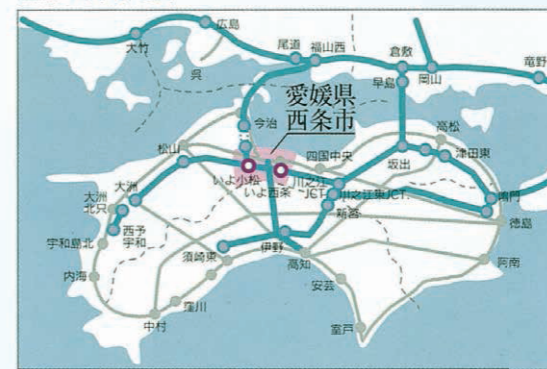 広島
大竹
呉
尾道
福山西
倉敷
早島
岡山
竜野
愛媛県
西条市
今治
松山
四国中央
高松
坂出
津田東
いよ小松
いよ西条
川之江
JCT.
川之江東JCT.
新宮
鳴門
徳島
大洲
大洲
北只
西予
宇和
宇和島北
伊野
須崎東
高知
阿南
内海
安芸
窪川
中村
室戸